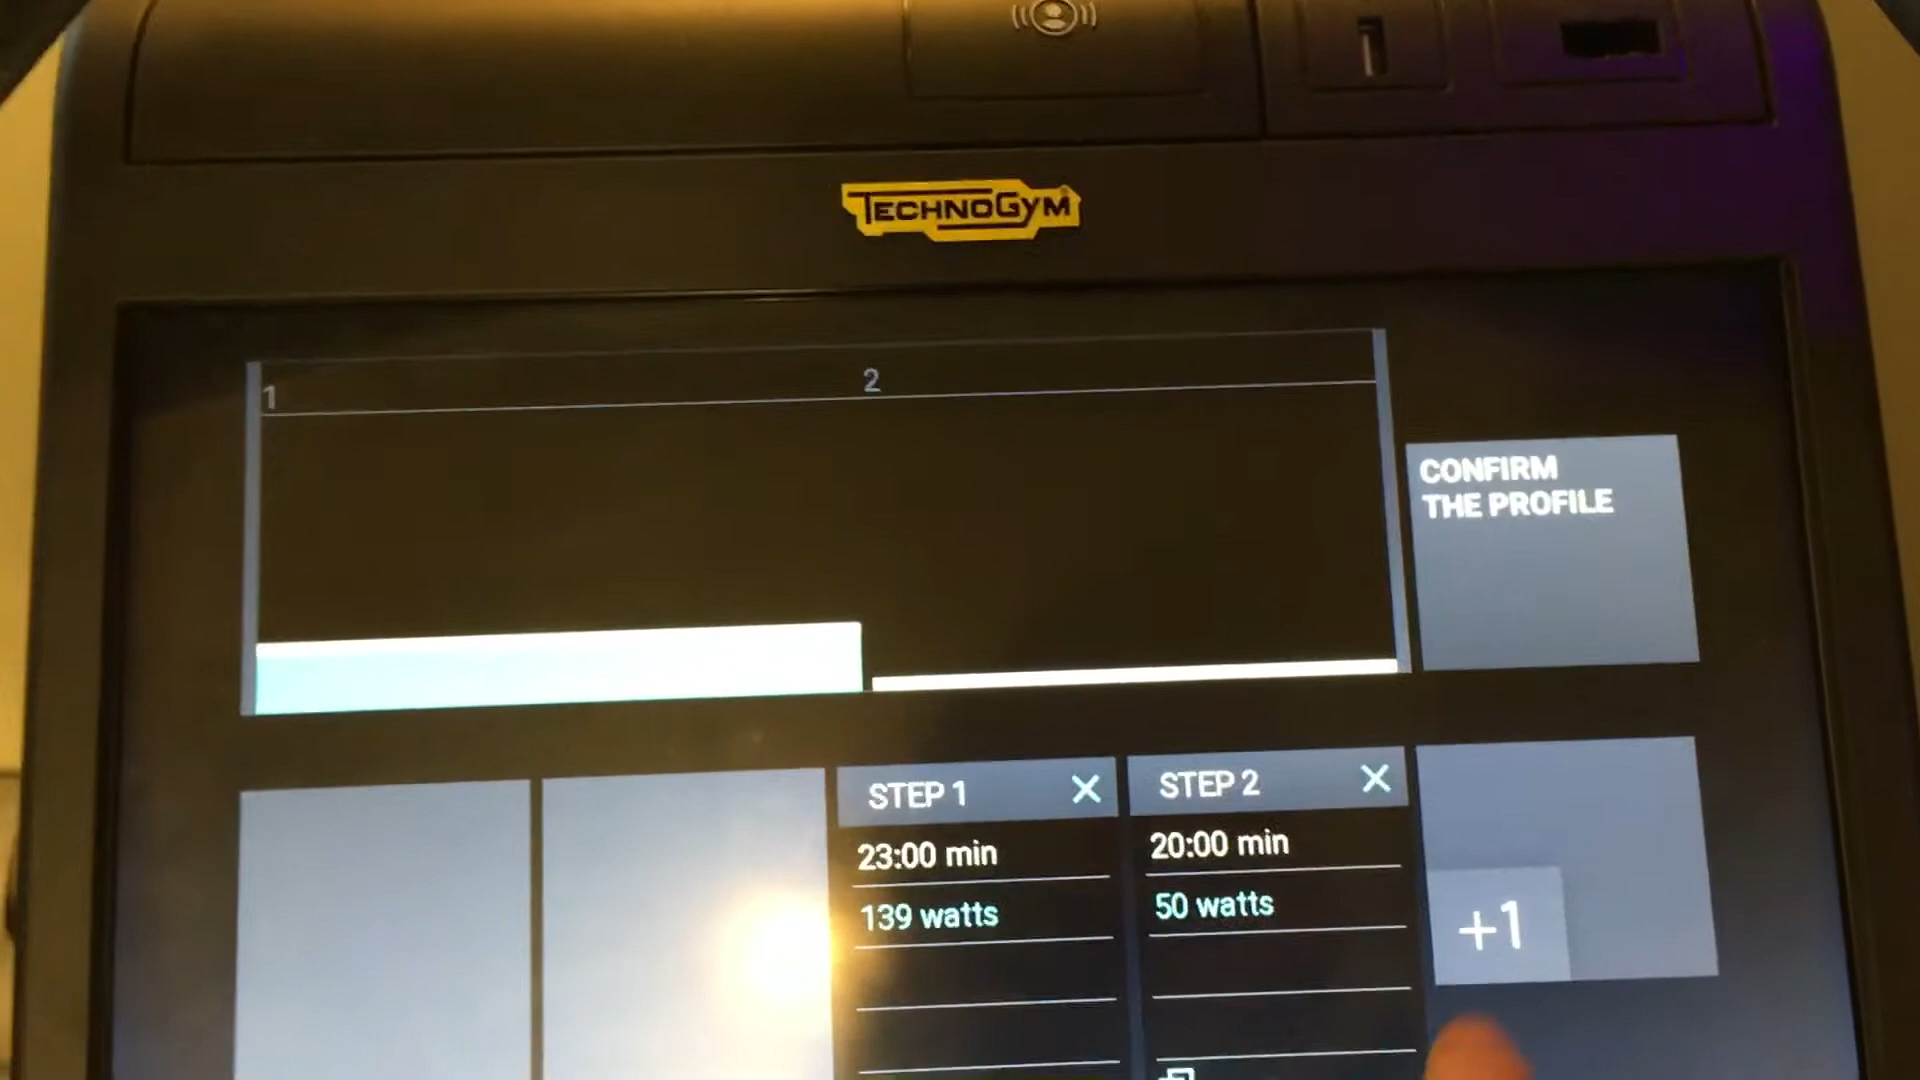 TECHNOGYM
1
2
CONFIRM
THE PROFILE
STEP 1
STEP 2
23:00 min
20:00 min
139 watts
50 watts
+1